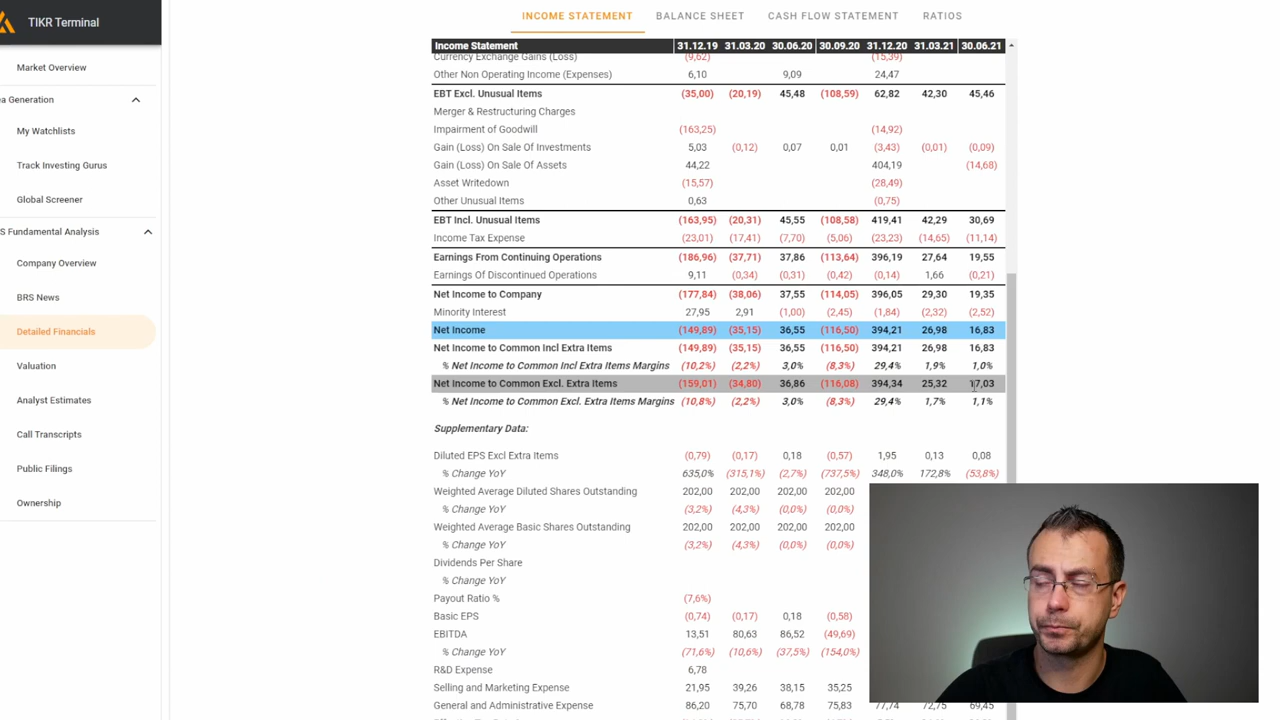 TIKR Terminal
Market Overview
ea Generation
My Watchlists
Track Investing Gurus
Global Screener
S Fundamental Analysis
Company Overview
BRS News
Detailed Financials
Valuation
Analyst Estimates
Call Transcripts
Public Filings
Ownership
INCOME STATEMENT BALANCE SHEET CASH FLOW STATEMENT RATIOS
Income Statement 31.12.19 31.03.20 30.06.20 30.09.20 31.12.20 31.03.21 30.06.21
Currency Exchange Gains (Loss) (9,62) (15,39)
Other Non Operating Income (Expenses) 6,10 9,09 24,47
EBT Excl. Unusual Items (35,00) (20,19) 45,48 (108,59) 62,82 42,30 45,46
Merger & Restructuring Charges
Impairment of Goodwill (163,25) (14,92)
Gain (Loss) On Sale Of Investments 5,03 (0,12) 0,07 0,01 (3,43) (0,01) (0,09)
Gain (Loss) On Sale Of Assets 44,22 404,19 (14,68)
Asset Writedown (15,57) (28,49)
Other Unusual Items 0,63 (0,75)
EBT Incl. Unusual Items (163,95) (20,31) 45,55 (108,58) 419,41 42,29 30,69
Income Tax Expense (23,01) (17,41) (7,70) (5,06) (23,23) (14,65) (11,14)
Earnings From Continuing Operations (186,96) (37,71) 37,86 (113,64) 396,19 27,64 19,55
Earnings Of Discontinued Operations 9,11 (0,34) (0,31) (0,42) (0,14) 1,66 (0,21)
Net Income to Company (177,84) (38,06) 37,55 (114,05) 396,05 29,30 19,35
Minority Interest 27,95 2,91 (1,00) (2,45) (1,84) (2,32) (2,52)
Net Income (149,89) (35,15) 36,55 (116,50) 394,21 26,98 16,83
Net Income to Common Incl Extra Items (149,89) (35,15) 36,55 (116,50) 394,21 26,98 16,83
% Net Income to Common Incl Extra Items Margins (10,2%) (2,2%) 3,0% (8,3%) 29,4% 1,9% 1,0%
Net Income to Common Excl. Extra Items (159,01) (34,80) 36,86 (116,08) 394,34 25,32 17,03
% Net Income to Common Excl. Extra Items Margins (10,8%) (2,2%) 3,0% (8,3%) 29,4% 1,7% 1,1%
Supplementary Data:
Diluted EPS Excl Extra Items (0,79) (0,17) 0,18 (0,57) 1,95 0,13 0,08
% Change YoY 635,0% (315,1%) (2,7%) (737,5%) 348,0% 172,8% (53,8%)
Weighted Average Diluted Shares Outstanding 202,00 202,00 202,00 202,00
% Change YoY (3,2%) (4,3%) (0,0%) (0,0%)
Weighted Average Basic Shares Outstanding 202,00 202,00 202,00 202,00
% Change YoY (3,2%) (4,3%) (0,0%) (0,0%)
Dividends Per Share
% Change YoY
Payout Ratio % (7,6%)
Basic EPS (0,74) (0,17) 0,18 (0,58)
EBITDA 13,51 80,63 86,52 (49,69)
% Change YoY (71,6%) (10,6%) (37,5%) (154,0%)
R&D Expense 6,78
Selling and Marketing Expense 21,95 39,26 38,15 35,25
General and Administrative Expense 86,20 75,70 68,78 75,83 77,74 72,75 69,45